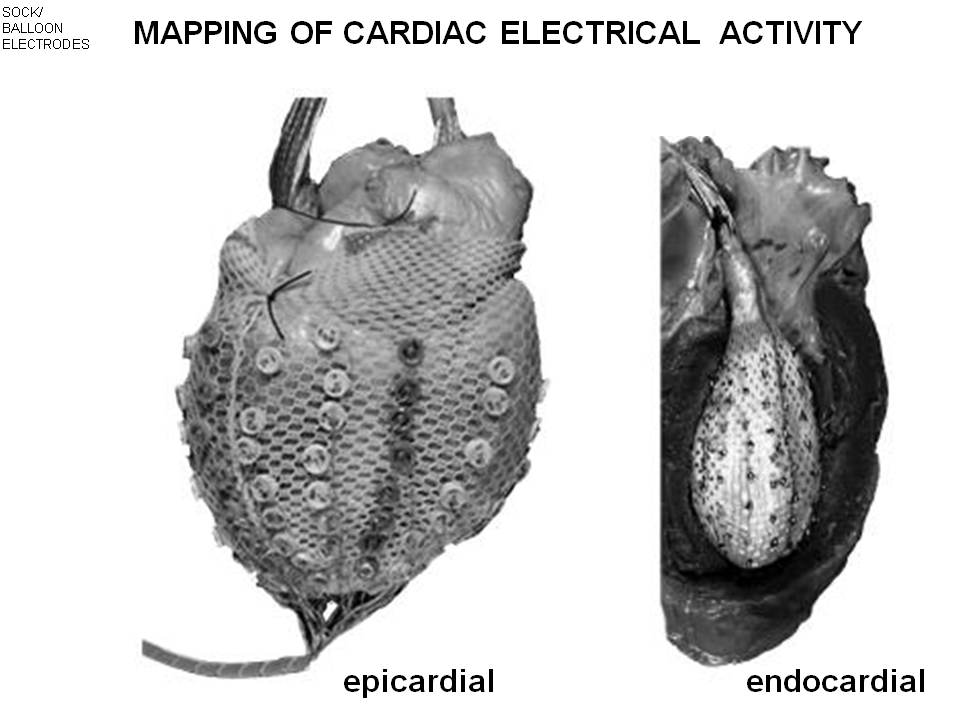 SOCK/
BALLOON
ELECTRODES
MAPPING OF CARDIAC ELECTRICAL ACTIVITY
epicardial
endocardial